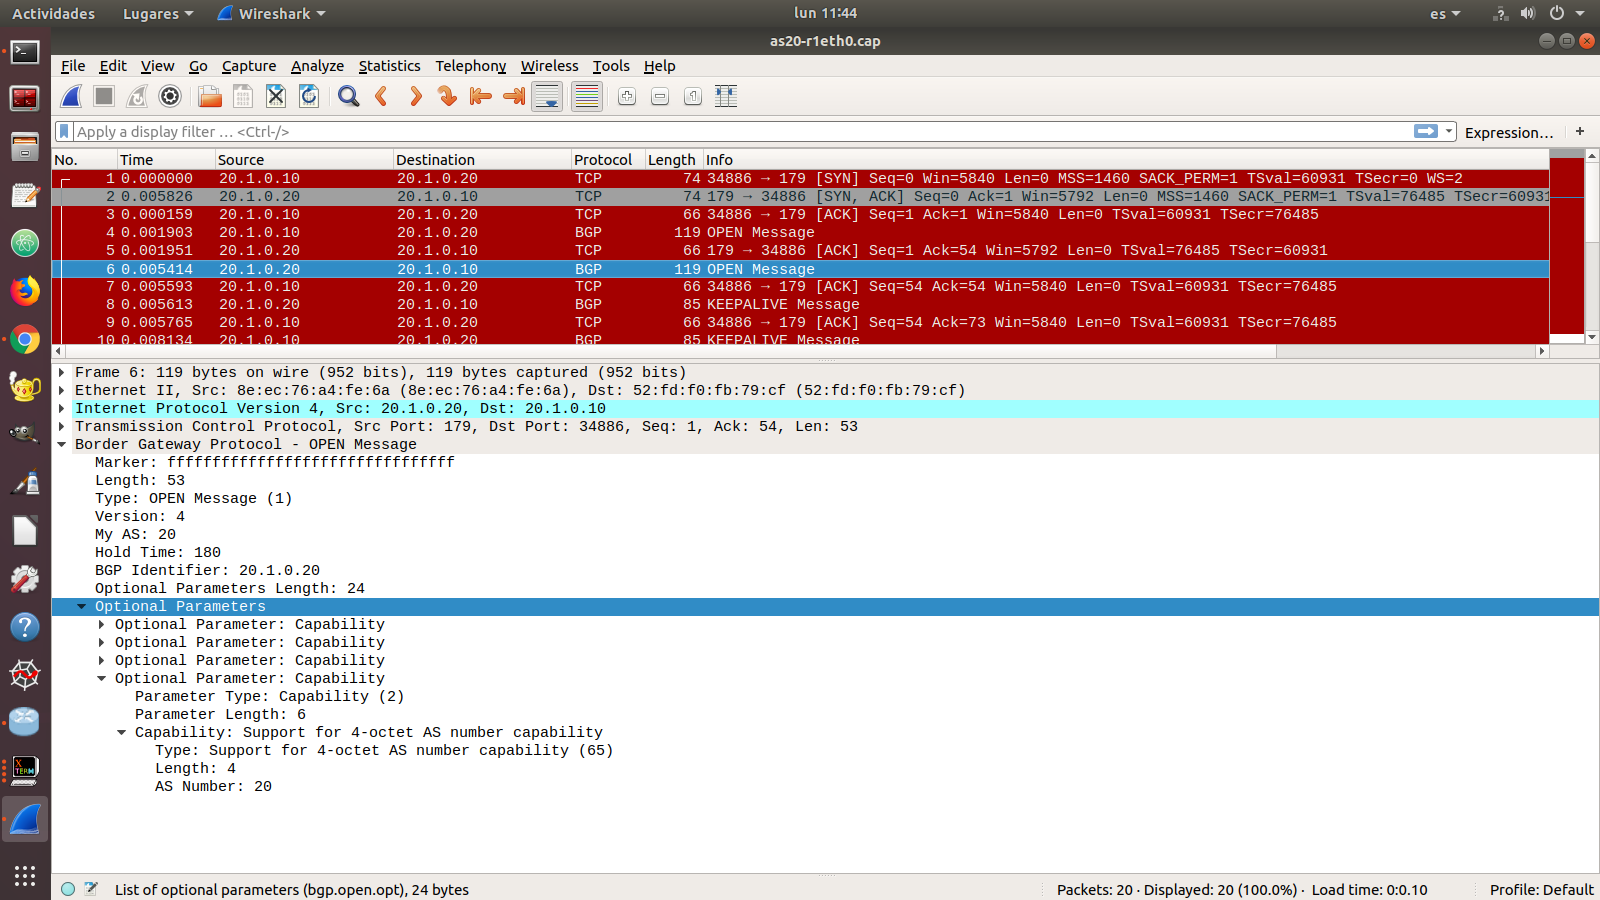 Actividades Lugares Wireshark lun 11:44 es
as20-r1eth0.cap
File Edit View Go Capture Analyze Statistics Telephony Wireless Tools Help
Apply a display filter … <Ctrl-/> Expression… +
No. Time Source Destination Protocol Length Info
1 0.000000 20.1.0.10 20.1.0.20 TCP 74 34886 → 179 [SYN] Seq=0 Win=5840 Len=0 MSS=1460 SACK_PERM=1 TSval=60931 TSecr=0 WS=2
2 0.005826 20.1.0.20 20.1.0.10 TCP 74 179 → 34886 [SYN, ACK] Seq=0 Ack=1 Win=5792 Len=0 MSS=1460 SACK_PERM=1 TSval=76485 TSecr=60931
3 0.000159 20.1.0.10 20.1.0.20 TCP 66 34886 → 179 [ACK] Seq=1 Ack=1 Win=5840 Len=0 TSval=60931 TSecr=76485
4 0.001903 20.1.0.10 20.1.0.20 BGP 119 OPEN Message
5 0.001951 20.1.0.20 20.1.0.10 TCP 66 179 → 34886 [ACK] Seq=1 Ack=54 Win=5792 Len=0 TSval=76485 TSecr=60931
6 0.005414 20.1.0.20 20.1.0.10 BGP 119 OPEN Message
7 0.005593 20.1.0.10 20.1.0.20 TCP 66 34886 → 179 [ACK] Seq=54 Ack=54 Win=5840 Len=0 TSval=60931 TSecr=76485
8 0.005613 20.1.0.20 20.1.0.10 BGP 85 KEEPALIVE Message
9 0.005765 20.1.0.10 20.1.0.20 TCP 66 34886 → 179 [ACK] Seq=54 Ack=73 Win=5840 Len=0 TSval=60931 TSecr=76485
10 0.008134 20.1.0.10 20.1.0.20 BGP 85 KEEPALIVE Message
Frame 6: 119 bytes on wire (952 bits), 119 bytes captured (952 bits)
Ethernet II, Src: 8e:ec:76:a4:fe:6a (8e:ec:76:a4:fe:6a), Dst: 52:fd:f0:fb:79:cf (52:fd:f0:fb:79:cf)
Internet Protocol Version 4, Src: 20.1.0.20, Dst: 20.1.0.10
Transmission Control Protocol, Src Port: 179, Dst Port: 34886, Seq: 1, Ack: 54, Len: 53
Border Gateway Protocol - OPEN Message
Marker: ffffffffffffffffffffffffffffffff
Length: 53
Type: OPEN Message (1)
Version: 4
My AS: 20
Hold Time: 180
BGP Identifier: 20.1.0.20
Optional Parameters Length: 24
Optional Parameters
Optional Parameter: Capability
Optional Parameter: Capability
Optional Parameter: Capability
Optional Parameter: Capability
Parameter Type: Capability (2)
Parameter Length: 6
Capability: Support for 4-octet AS number capability
Type: Support for 4-octet AS number capability (65)
Length: 4
AS Number: 20
List of optional parameters (bgp.open.opt), 24 bytes Packets: 20 · Displayed: 20 (100.0%) · Load time: 0:0.10 Profile: Default